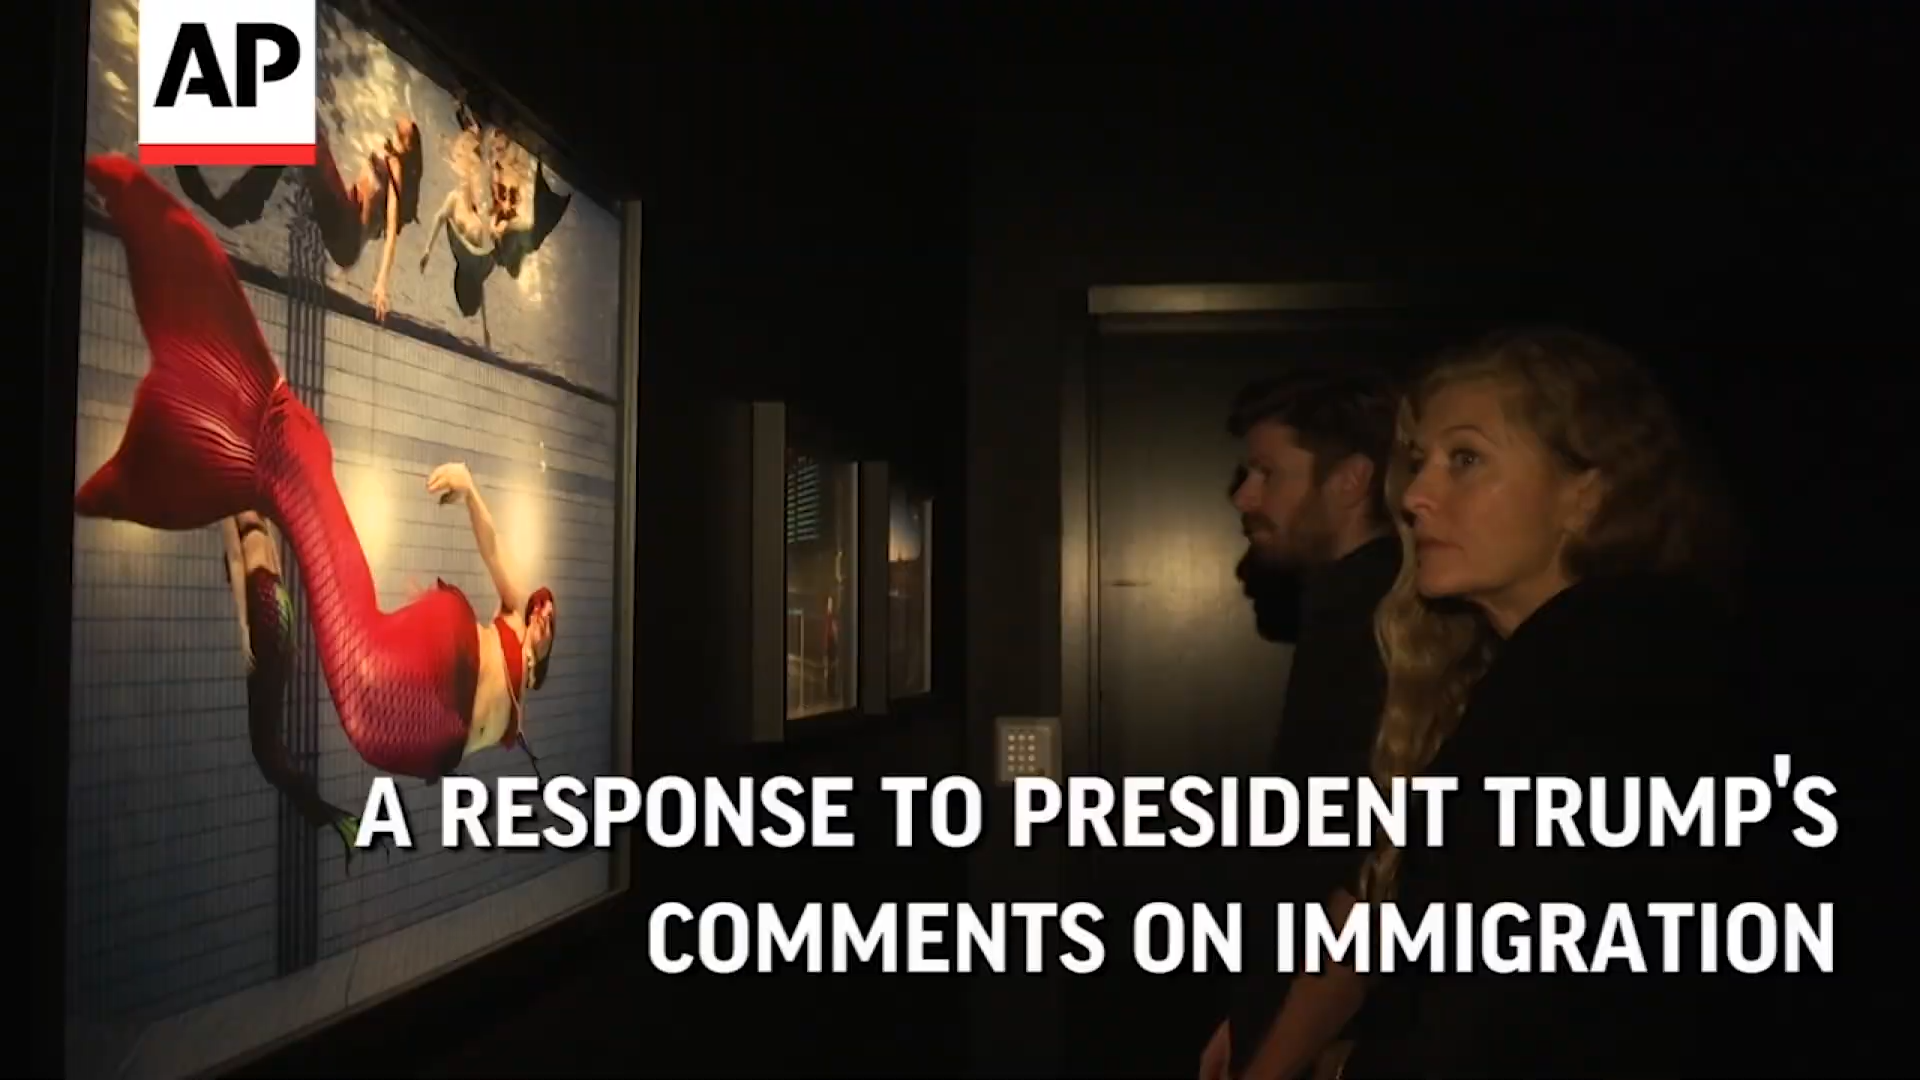 AP
A RESPONSE TO PRESIDENT TRUMP'S
COMMENTS ON IMMIGRATION